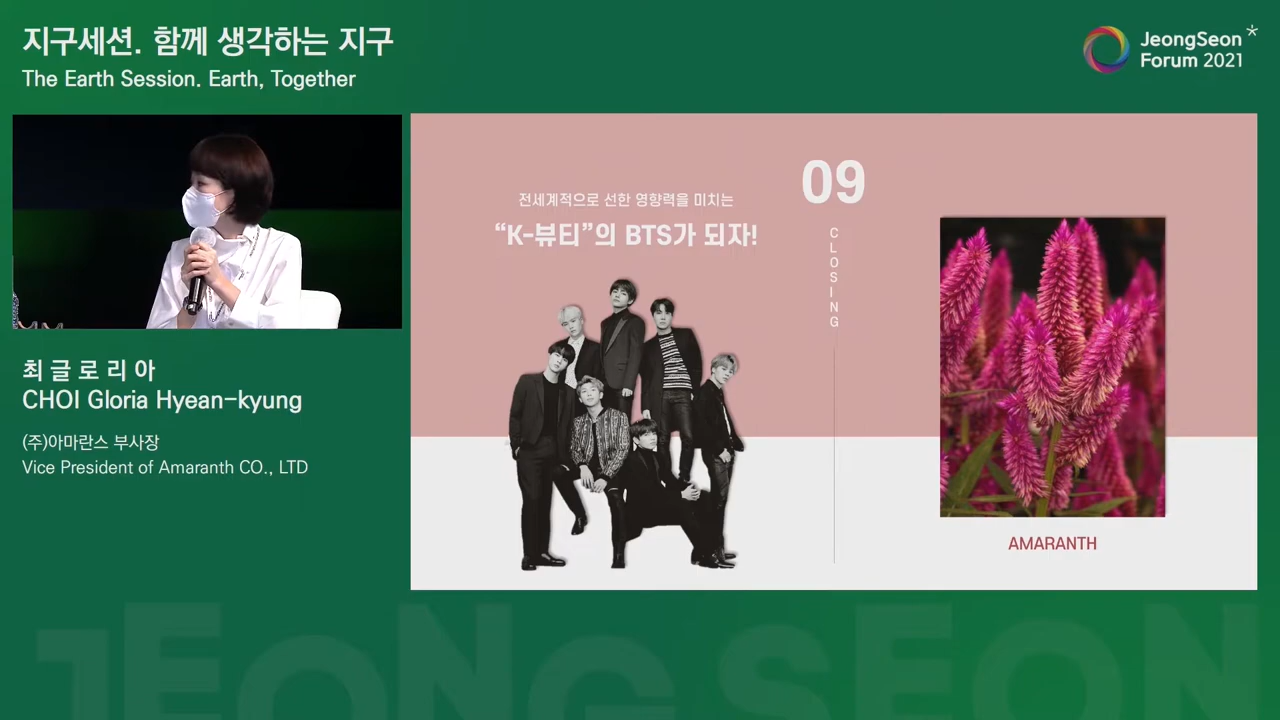 지구세션. 함께 생각하는 지구
The Earth Session. Earth, Together
JeongSeon*
Forum 2021
전세계적으로 선한 영향력을 미치는
“K-뷰티”의 BTS가 되자!
09
CLOSING
AMARANTH
최글로리아
CHOI Gloria Hyean-kyung
(주)아마란스 부사장
Vice President of Amaranth CO., LTD
JEONGSEON